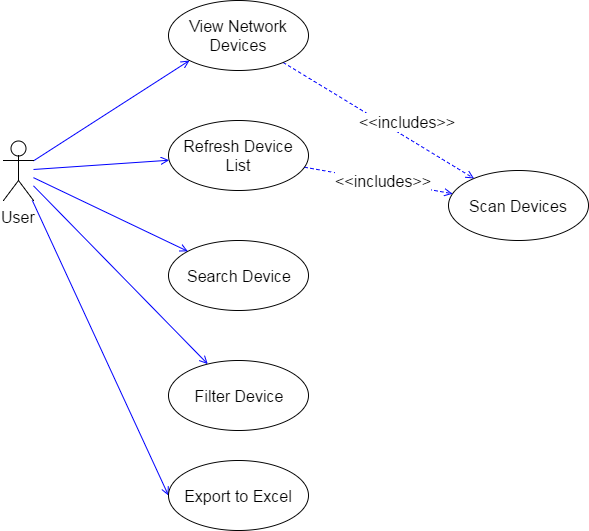 View Network
Devices
<<includes>>
Refresh Device
List
<<includes>>
Scan Devices
User
Search Device
Filter Device
Export to Excel